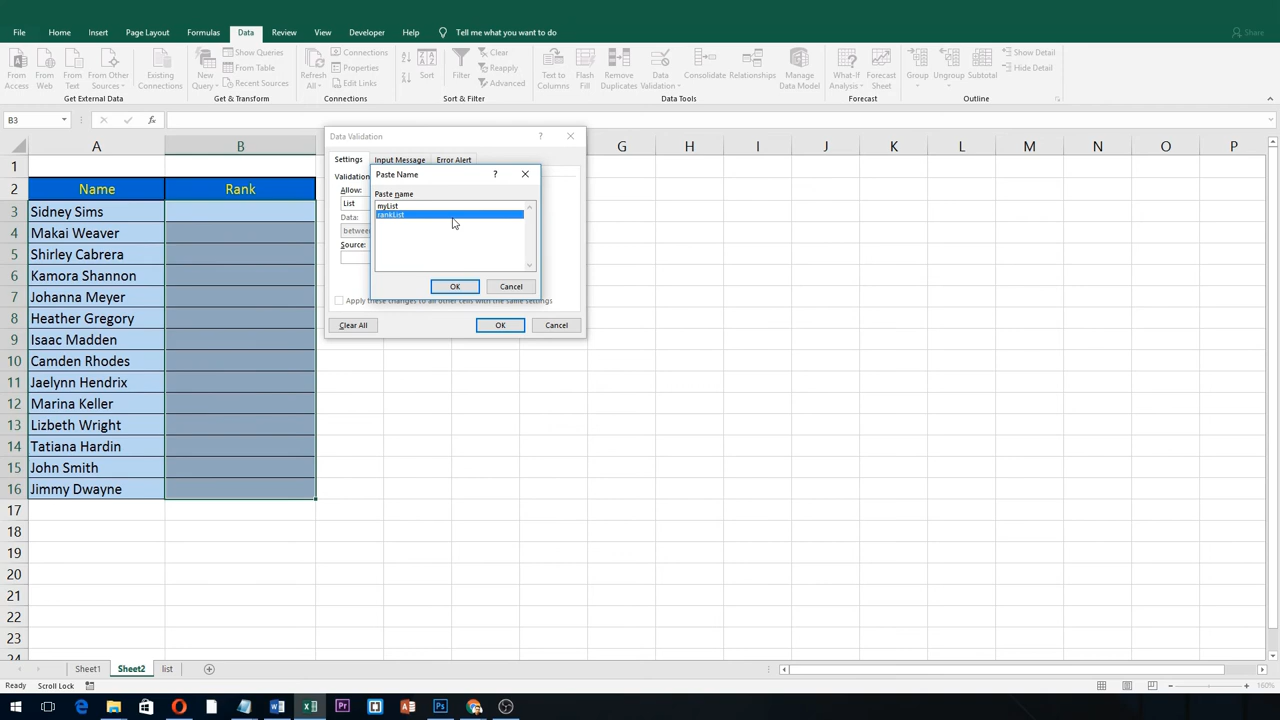 File Home Insert Page Layout Formulas Data Review View Developer Help Tell me what you want to do Share
From Access
From Web
From Text
From Other Sources
Existing Connections
Get External Data
New Query
Show Queries
From Table
Recent Sources
Get & Transform
Refresh All
Connections
Properties
Edit Links
Connections
Sort
Filter
Clear
Reapply
Advanced
Sort & Filter
Text to Columns
Flash Fill
Remove Duplicates
Data Validation
Consolidate
Relationships
Manage Data Model
Data Tools
What-If Analysis
Forecast Sheet
Forecast
Group
Ungroup
Subtotal
Show Detail
Hide Detail
Outline
B3 fx
A B G H I J K L M N O P
1
2 Name Rank
3 Sidney Sims
4 Makai Weaver
5 Shirley Cabrera
6 Kamora Shannon
7 Johanna Meyer
8 Heather Gregory
9 Isaac Madden
10 Camden Rhodes
11 Jaelynn Hendrix
12 Marina Keller
13 Lizbeth Wright
14 Tatiana Hardin
15 John Smith
16 Jimmy Dwayne
17
18
19
20
21
22
23
24
Data Validation ?
Settings Input Message Error Alert
Validation
Allow:
List
Data:
between
Source:
Apply these changes to all other cells with the same settings
Clear All OK Cancel
Paste Name ?
Paste name
myList
rankList
OK Cancel
Sheet1 Sheet2 list
Ready Scroll Lock 160%